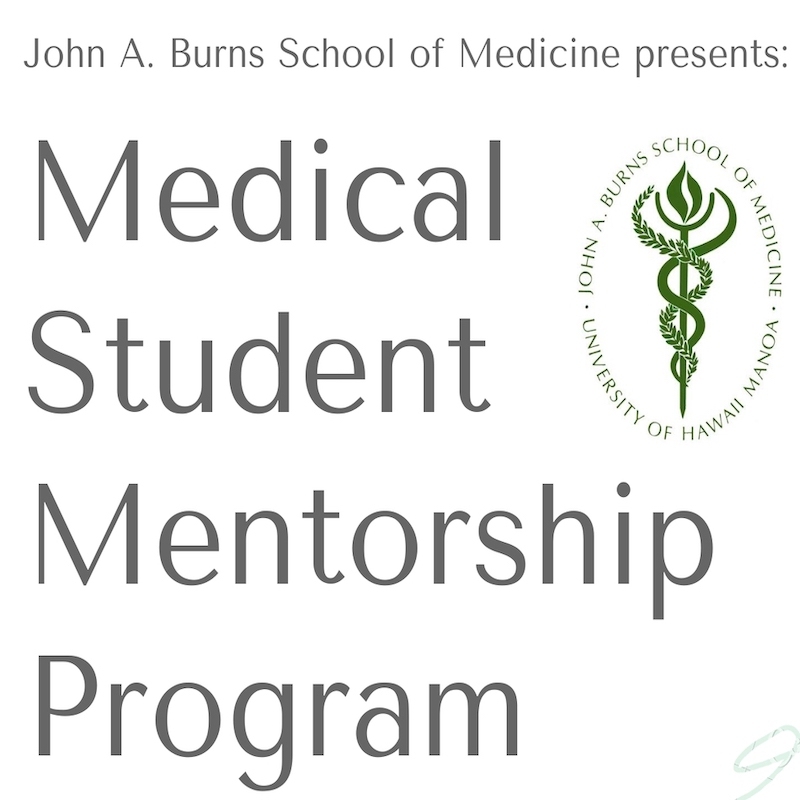 John A. Burns School of Medicine presents:
Medical
Student
Mentorship
Program
· JOHN A. BURNS SCHOOL OF MEDICINE ·
UNIVERSITY OF HAWAII MANOA